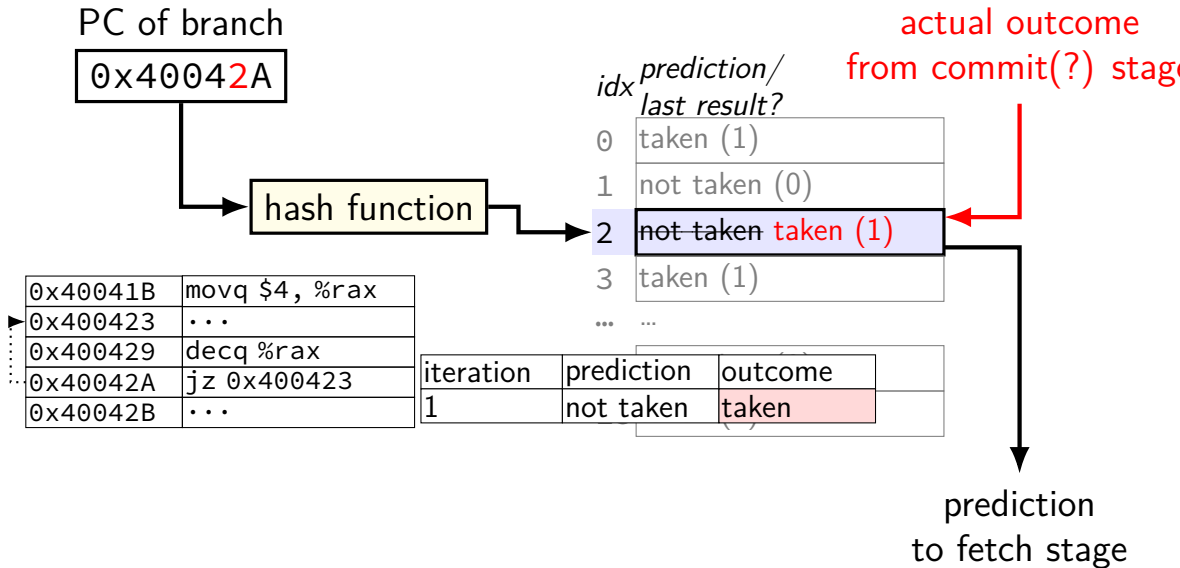 PC of branch
0x40042A
hash function
actual outcome
from commit(?) stage
idx prediction/
last result?
0 taken (1)
1 not taken (0)
2 not taken taken (1)
3 taken (1)
... ...
0x40041B movq $4, %rax
0x400423 ...
0x400429 decq %rax
0x40042A jz 0x400423
0x40042B ...
iteration prediction outcome
1 not taken taken
prediction
to fetch stage